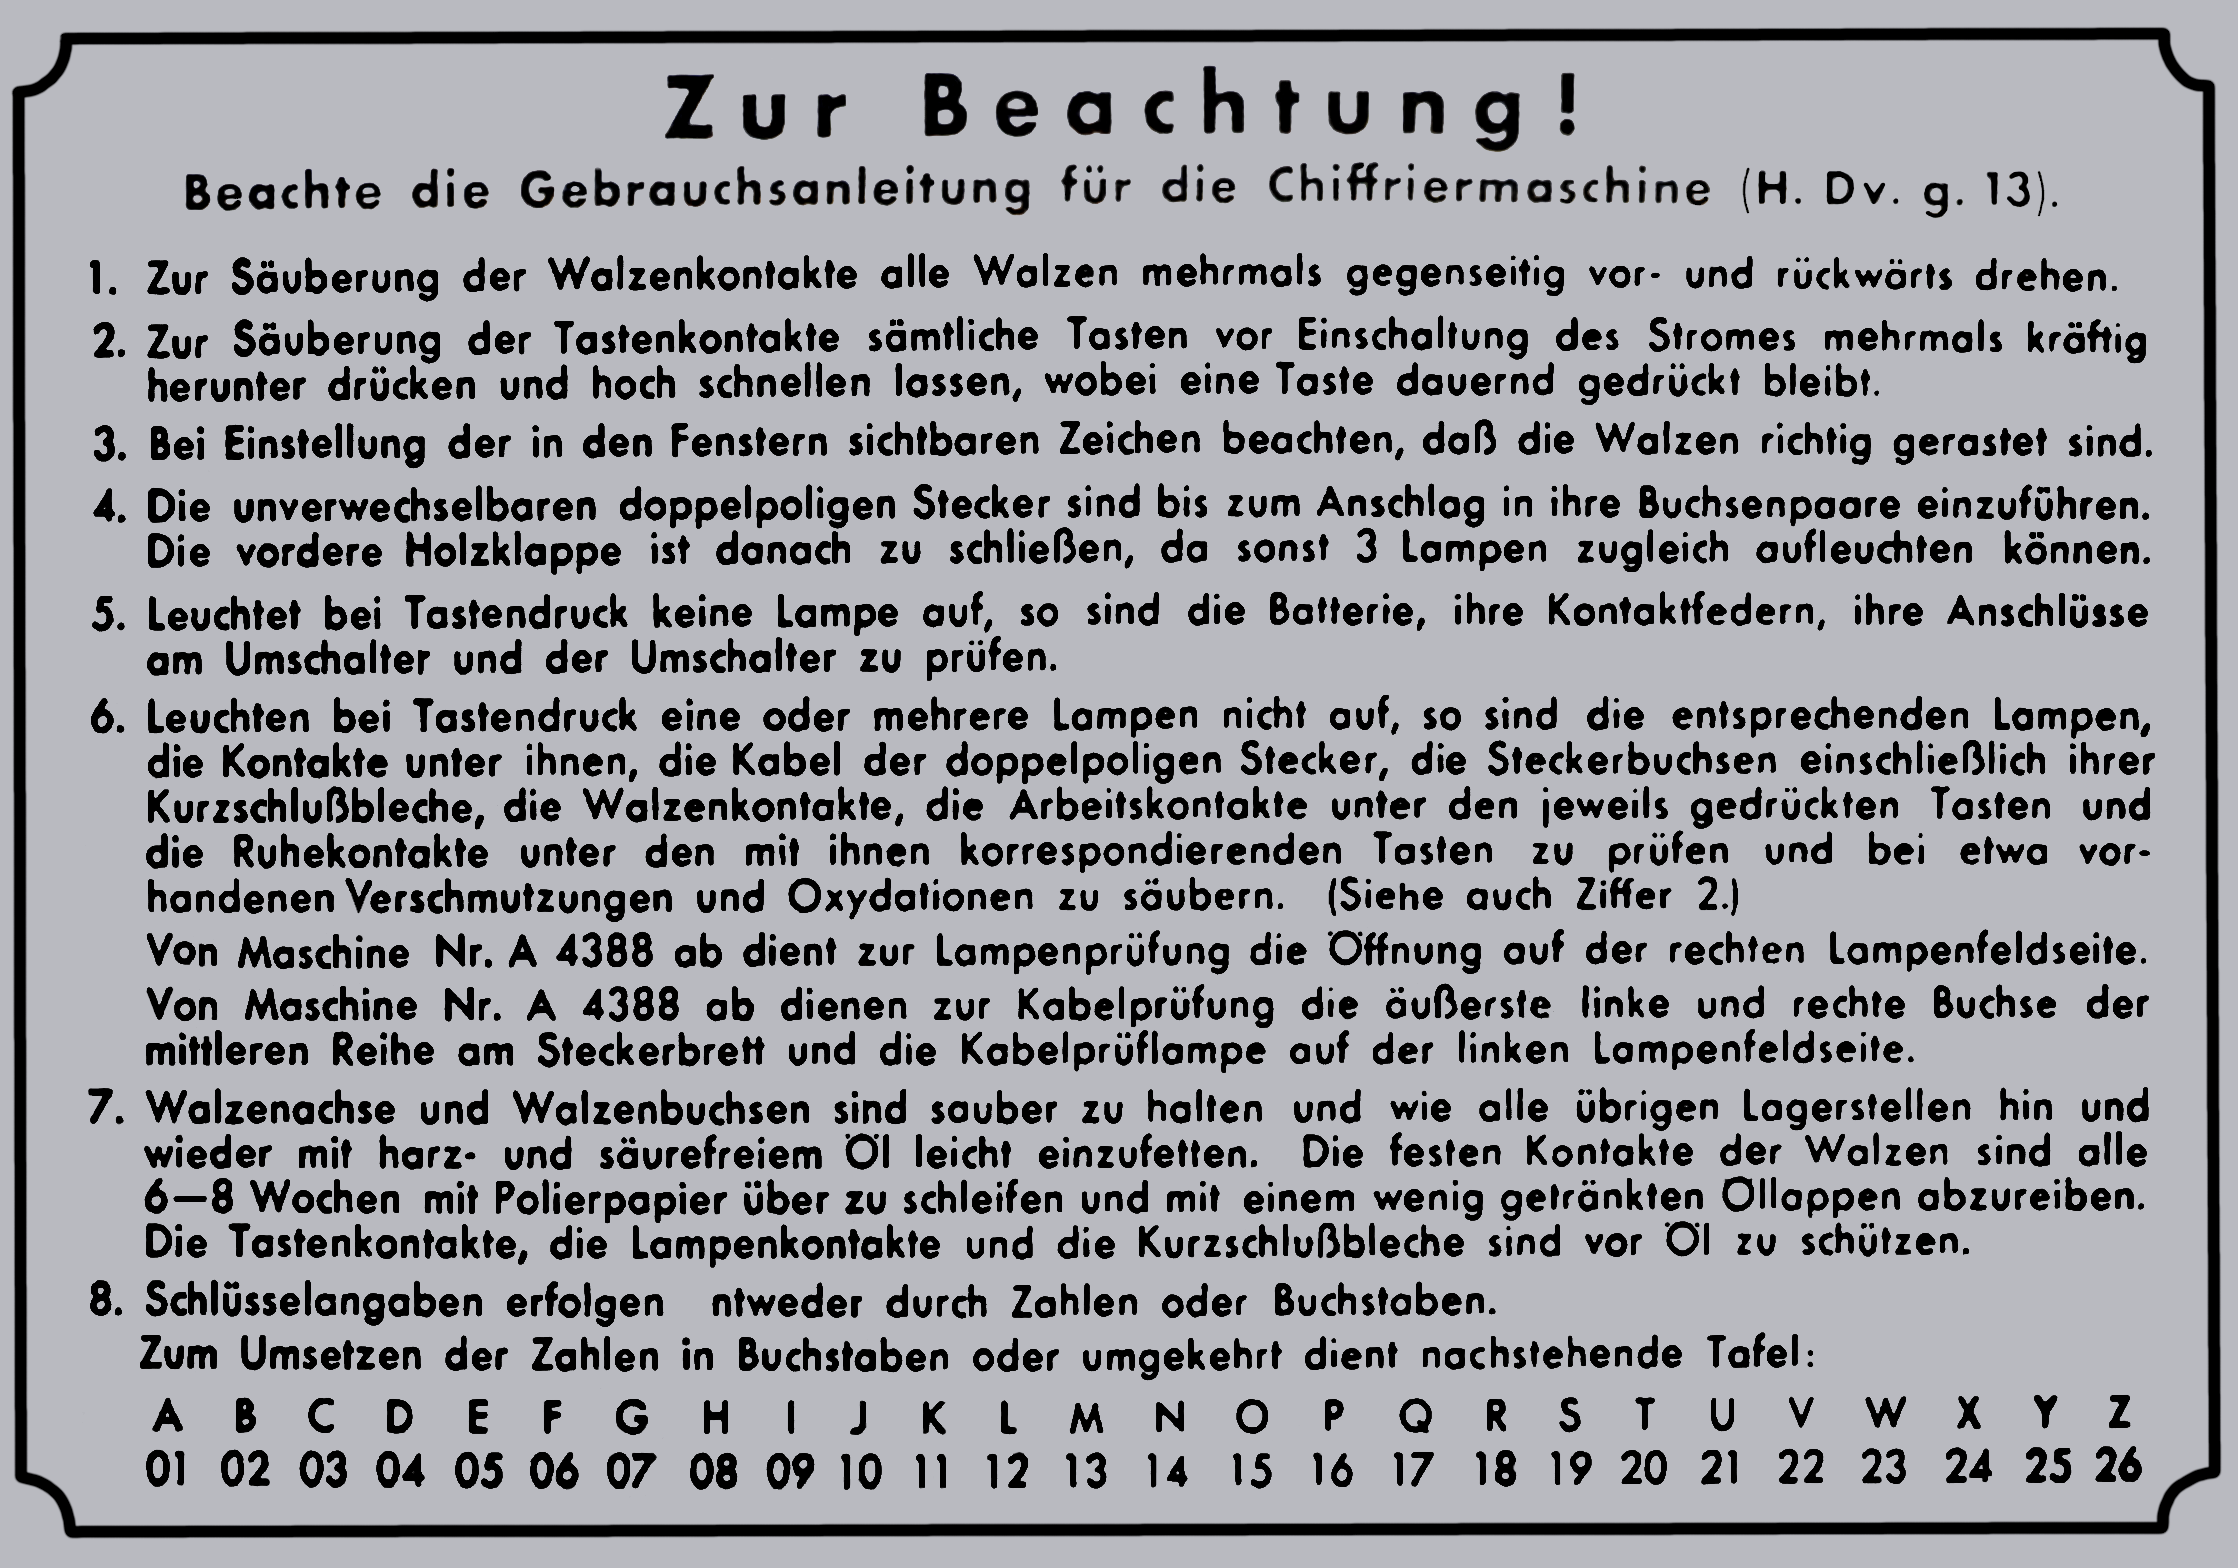 Zur Beachtung!
Beachte die Gebrauchsanleitung für die Chiffriermaschine (H. Dv. g. 13).
1. Zur Säuberung der Walzenkontakte alle Walzen mehrmals gegenseitig vor- und rückwärts drehen.
2. Zur Säuberung der Tastenkontakte sämtliche Tasten vor Einschaltung des Stromes mehrmals kräftig
herunter drücken und hoch schnellen lassen, wobei eine Taste dauernd gedrückt bleibt.
3. Bei Einstellung der in den Fenstern sichtbaren Zeichen beachten, daß die Walzen richtig gerastet sind.
4. Die unverwechselbaren doppelpoligen Stecker sind bis zum Anschlag in ihre Buchsenpaare einzuführen.
Die vordere Holzklappe ist danach zu schließen, da sonst 3 Lampen zugleich aufleuchten können.
5. Leuchtet bei Tastendruck keine Lampe auf, so sind die Batterie, ihre Kontaktfedern, ihre Anschlüsse
am Umschalter und der Umschalter zu prüfen.
6. Leuchten bei Tastendruck eine oder mehrere Lampen nicht auf, so sind die entsprechenden Lampen,
die Kontakte unter ihnen, die Kabel der doppelpoligen Stecker, die Steckerbuchsen einschließlich ihrer
Kurzschlußbleche, die Walzenkontakte, die Arbeitskontakte unter den jeweils gedrückten Tasten und
die Ruhekontakte unter den mit ihnen korrespondierenden Tasten zu prüfen und bei etwa vor-
handenen Verschmutzungen und Oxydationen zu säubern. (Siehe auch Ziffer 2.)
Von Maschine Nr. A 4388 ab dient zur Lampenprüfung die Öffnung auf der rechten Lampenfeldseite.
Von Maschine Nr. A 4388 ab dienen zur Kabelprüfung die äußerste linke und rechte Buchse der
mittleren Reihe am Steckerbrett und die Kabelprüflampe auf der linken Lampenfeldseite.
7. Walzenachse und Walzenbuchsen sind sauber zu halten und wie alle übrigen Lagerstellen hin und
wieder mit harz- und säurefreiem Öl leicht einzufetten. Die festen Kontakte der Walzen sind alle
6—8 Wochen mit Polierpapier über zu schleifen und mit einem wenig getränkten Öllappen abzureiben.
Die Tastenkontakte, die Lampenkontakte und die Kurzschlußbleche sind vor Öl zu schützen.
8. Schlüsselangaben erfolgen ntweder durch Zahlen oder Buchstaben.
Zum Umsetzen der Zahlen in Buchstaben oder umgekehrt dient nachstehende Tafel:
A B C D E F G H I J K L M N O P Q R S T U V W X Y Z
01 02 03 04 05 06 07 08 09 10 11 12 13 14 15 16 17 18 19 20 21 22 23 24 25 26